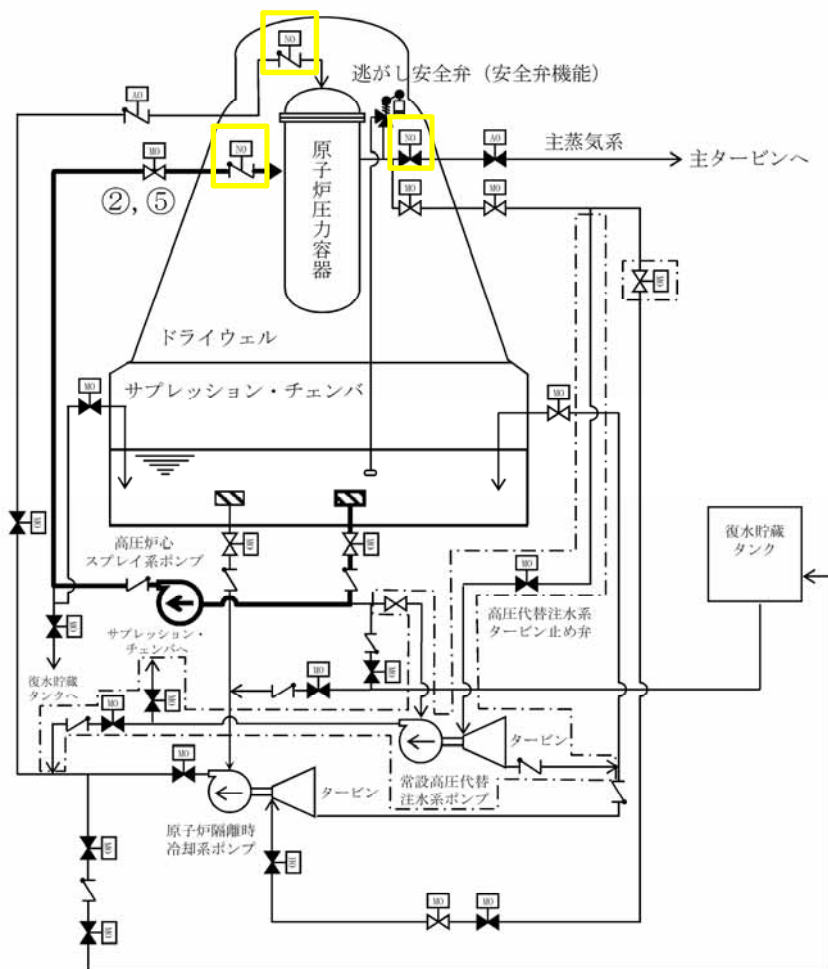 NO
逃がし安全弁（安全弁機能）
AO
NO
AO
主蒸気系
主タービンへ
MO
NO
②, ⑤
原子炉圧力容器
MO
MO
MO
ドライウェル
サプレッション・チェンバ
MO
MO
MO
高圧炉心
スプレイ系ポンプ
MO
MO
復水貯蔵
タンク
MO
高圧代替注水系
タービン止め弁
MO
サプレッション・
チェンバへ
復水貯蔵
タンクへ
MO
MO
MO
MO
タービン
MO
常設高圧代替
注水系ポンプ
タービン
原子炉隔離時
冷却系ポンプ
MO
MO
MO
MO